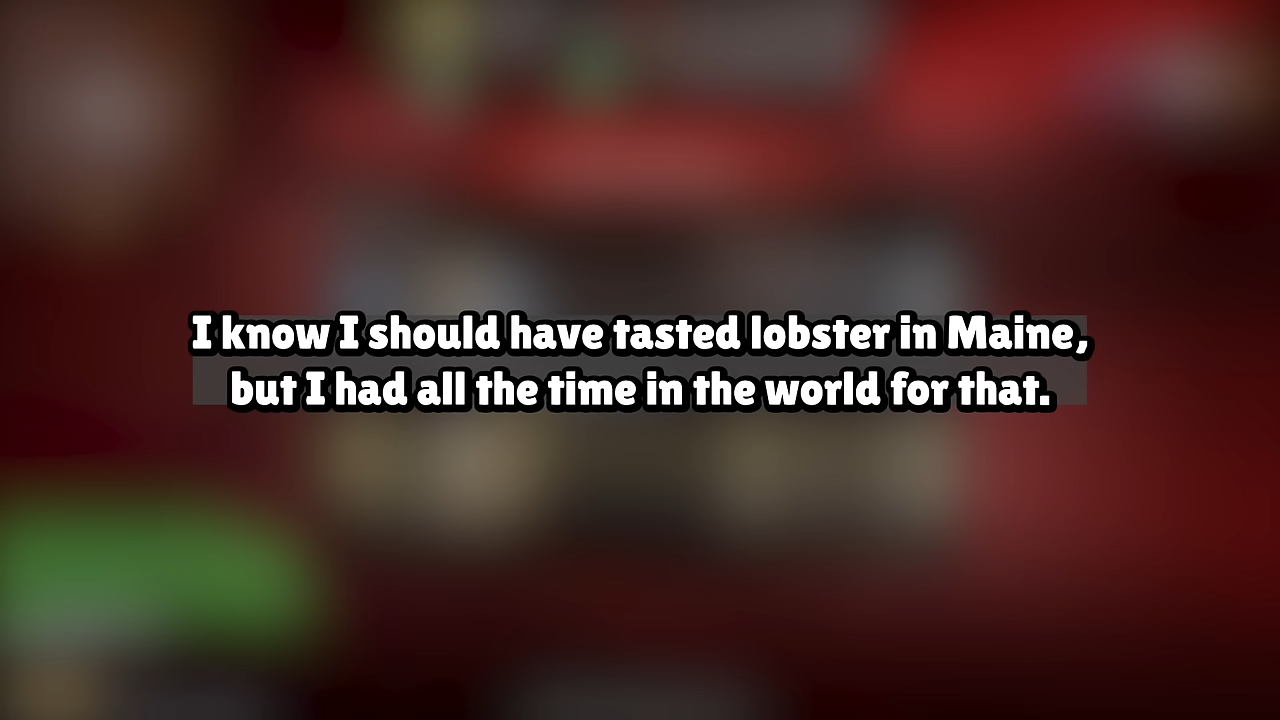 I know I should have tasted lobster in Maine,
but I had all the time in the world for that.